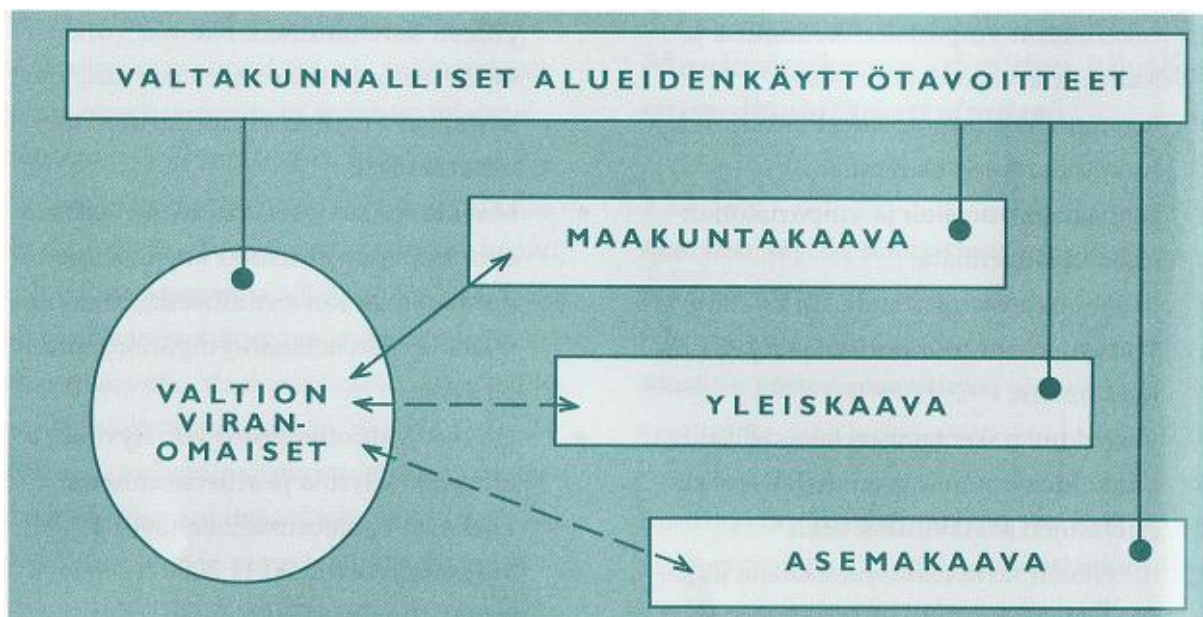 VALTAKUNNALLISET ALUEIDENKÄYTTÖTAVOITTEET
MAAKUNTAKAAVA
VALTION
VIRAN-
OMAISET
YLEISKAAVA
ASEMAKAAVA